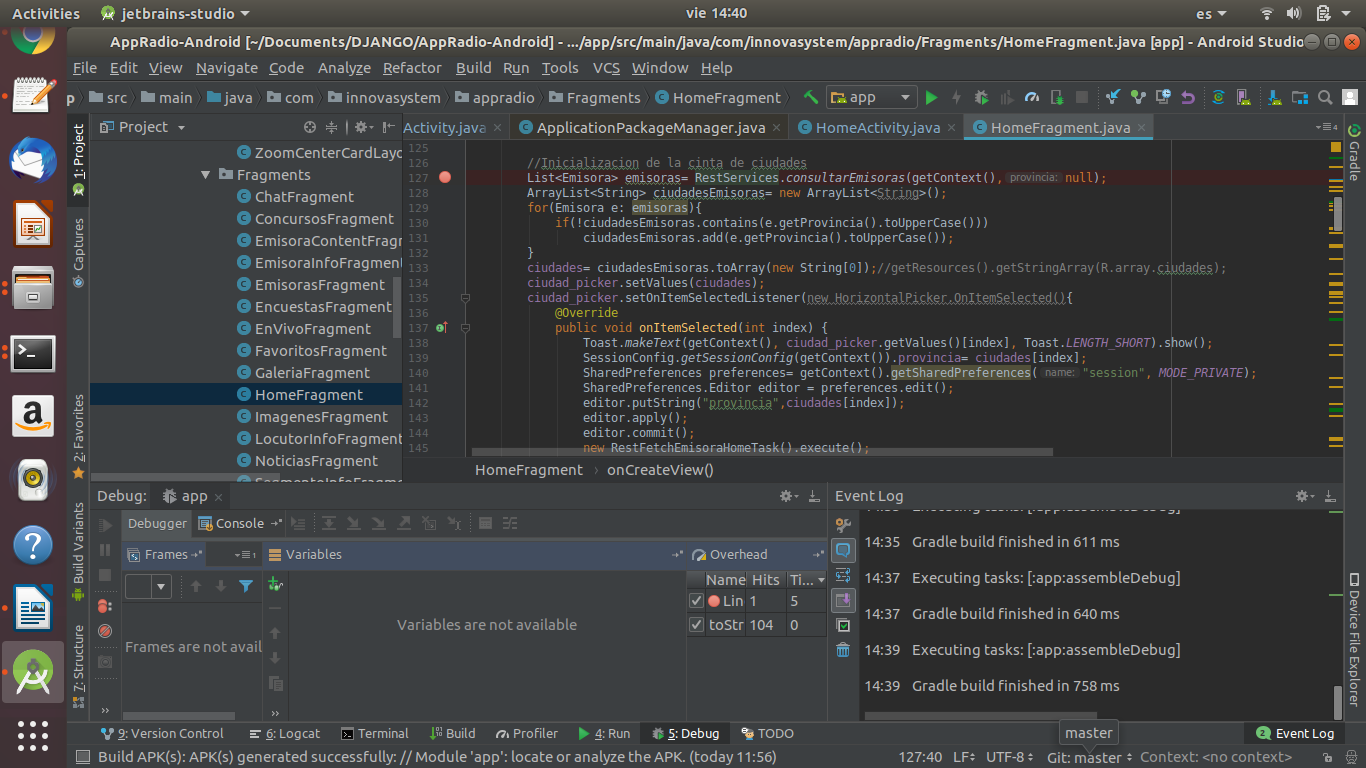 Activities jetbrains-studio vie 14:40 es
AppRadio-Android [~/Documents/DJANGO/AppRadio-Android] - .../app/src/main/java/com/innovasystem/appradio/Fragments/HomeFragment.java [app] - Android Studio
File Edit View Navigate Code Analyze Refactor Build Run Tools VCS Window Help
p src main java com innovasystem appradio Fragments HomeFragment app
Project Activity.java ApplicationPackageManager.java HomeActivity.java HomeFragment.java 4
1: Project
Captures
2: Favorites
Build Variants
7: Structure
ZoomCenterCardLayo
Fragments
ChatFragment
ConcursosFragment
EmisoraContentFragm
EmisoraInfoFragment
EmisorasFragment
EncuestasFragment
EnVivoFragment
FavoritosFragment
GaleriaFragment
HomeFragment
ImagenesFragment
LocutorInfoFragment
NoticiasFragment
SegmentoInfoFragme
125
126 //Inicializacion de la cinta de ciudades
127 List<Emisora> emisoras= RestServices.consultarEmisoras(getContext(), provincia: null);
128 ArrayList<String> ciudadesEmisoras= new ArrayList<String>();
129 for(Emisora e: emisoras){
130 if(!ciudadesEmisoras.contains(e.getProvincia().toUpperCase()))
131 ciudadesEmisoras.add(e.getProvincia().toUpperCase());
132 }
133 ciudades= ciudadesEmisoras.toArray(new String[0]);//getResources().getStringArray(R.array.ciudades);
134 ciudad_picker.setValues(ciudades);
135 ciudad_picker.setOnItemSelectedListener(new HorizontalPicker.OnItemSelected(){
136 @Override
137 public void onItemSelected(int index) {
138 Toast.makeText(getContext(), ciudad_picker.getValues()[index], Toast.LENGTH_SHORT).show();
139 SessionConfig.getSessionConfig(getContext()).provincia= ciudades[index];
140 SharedPreferences preferences= getContext().getSharedPreferences( name: "session", MODE_PRIVATE);
141 SharedPreferences.Editor editor = preferences.edit();
142 editor.putString("provincia",ciudades[index]);
143 editor.apply();
144 editor.commit();
145 new RestFetchEmisoraHomeTask().execute();
HomeFragment › onCreateView()
Gradle
Device File Explorer
Debug: app
Debugger Console
Frames 1 Variables Overhead
Name Hits Ti...
Lin 1 5
toStr 104 0
Frames are not avail
Variables are not available
Event Log
14:35 Executing tasks: [:app:assembleDebug]
14:35 Gradle build finished in 611 ms
14:37 Executing tasks: [:app:assembleDebug]
14:37 Gradle build finished in 640 ms
14:39 Executing tasks: [:app:assembleDebug]
14:39 Gradle build finished in 758 ms
9: Version Control 6: Logcat Terminal Build Profiler 4: Run 5: Debug TODO master 2 Event Log
Build APK(s): APK(s) generated successfully: // Module 'app': locate or analyze the APK. (today 11:56) 127:40 LF÷ UTF-8 Git: master Context: <no context>